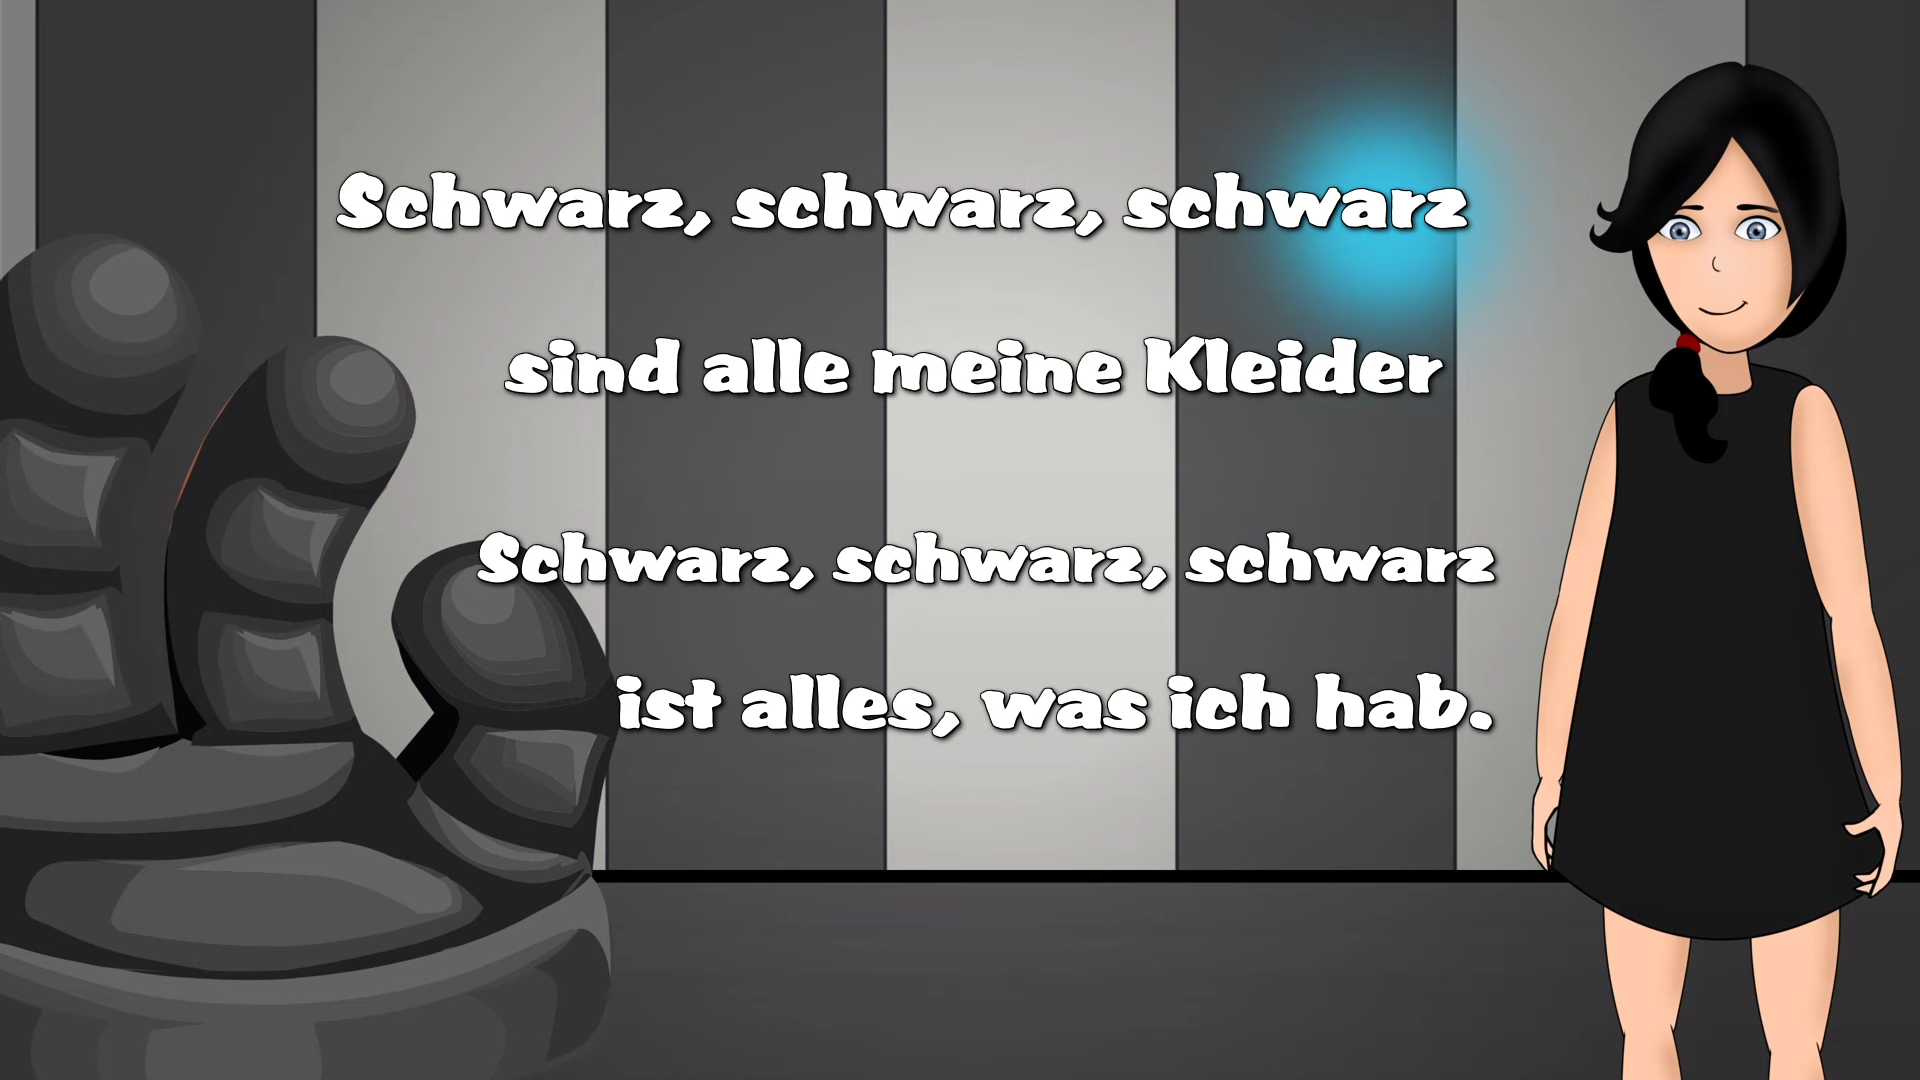 Schwarz, schwarz, schwarz
sind alle meine Kleider
Schwarz, schwarz, schwarz
ist alles, was ich hab.